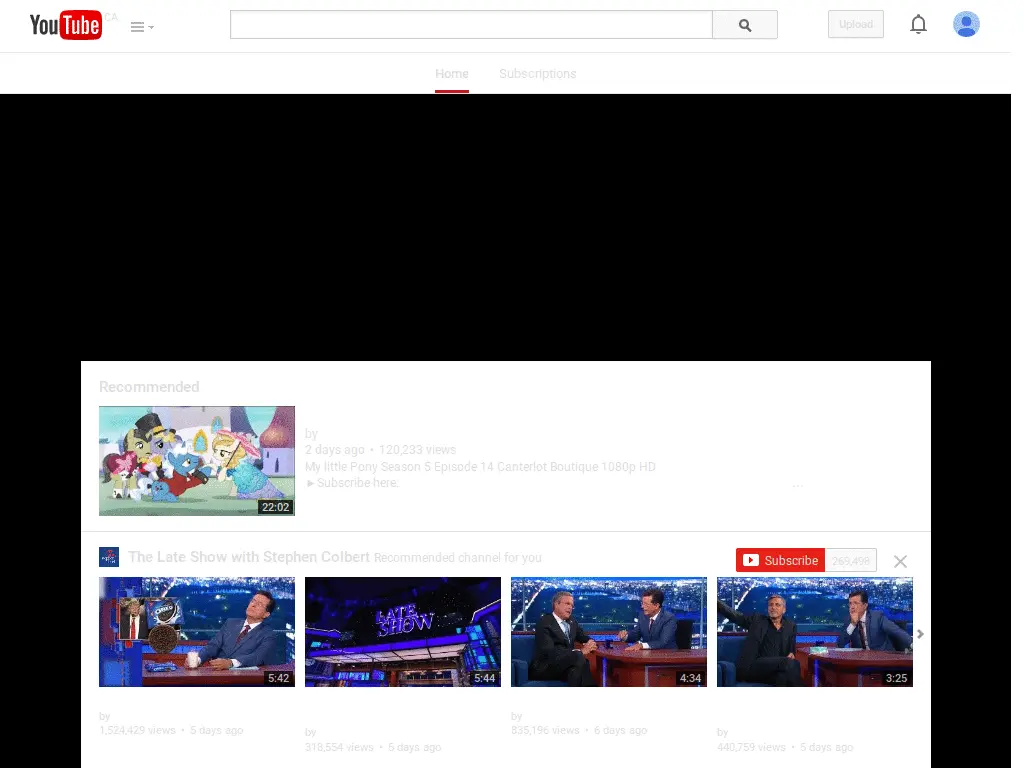 YouTube CA
Upload
Home Subscriptions
Recommended
by
2 days ago • 120,233 views
My little Pony Season 5 Episode 14 Canterlot Boutique 1080p HD
►Subscribe here.
...
22:02
The Late Show with Stephen Colbert Recommended channel for you
Subscribe 269,498
OREO
LATE
SHOW
5:42 5:44 4:34 3:25
by
1,524,429 views • 5 days ago
by
318,554 views • 5 days ago
by
835,196 views • 6 days ago
by
440,759 views • 5 days ago